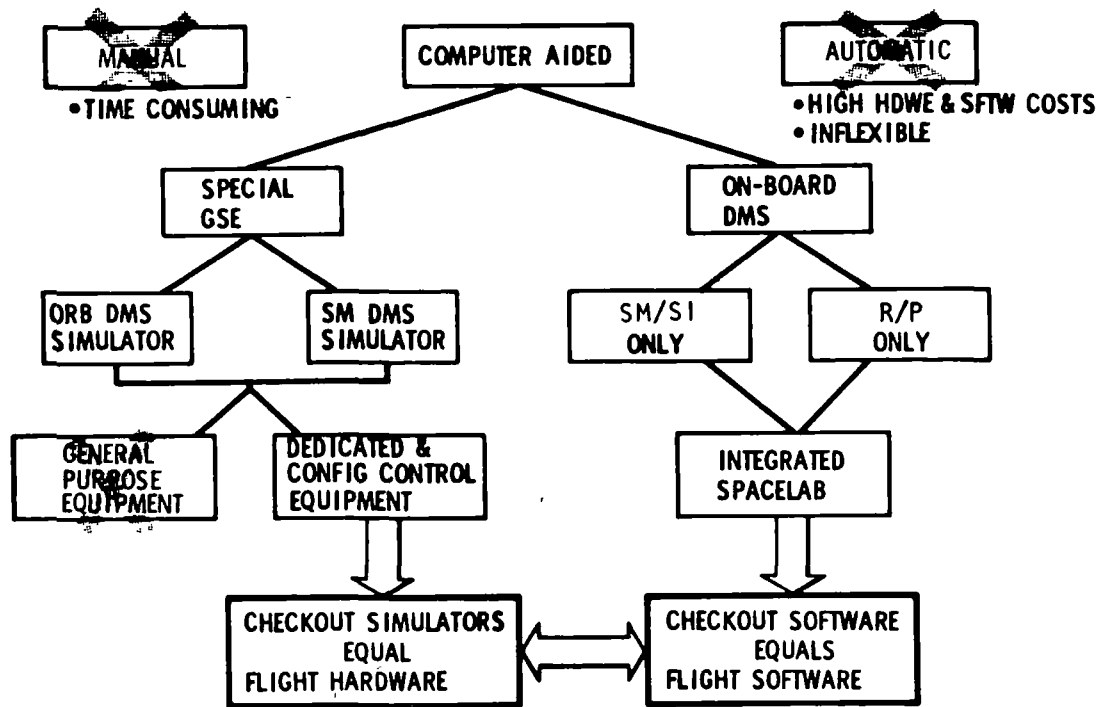 MANUAL
• TIME CONSUMING
COMPUTER AIDED
AUTOMATIC
• HIGH HDWE & SFTW COSTS
• INFLEXIBLE
SPECIAL
GSE
ON-BOARD
DMS
ORB DMS
SIMULATOR
SM DMS
SIMULATOR
SM/SI
ONLY
R/P
ONLY
GENERAL
PURPOSE
EQUIPMENT
DEDICATED &
CONFIG CONTROL
EQUIPMENT
INTEGRATED
SPACELAB
CHECKOUT SIMULATORS
EQUAL
FLIGHT HARDWARE
CHECKOUT SOFTWARE
EQUALS
FLIGHT SOFTWARE